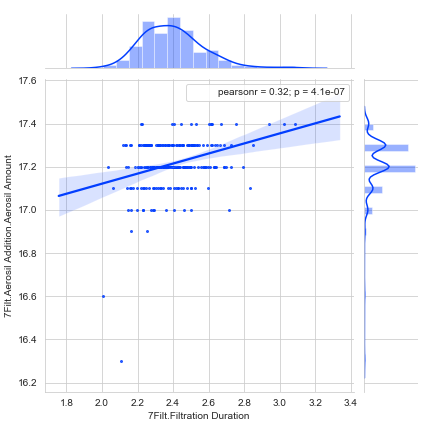 pearsonr = 0.32; p = 4.1e-07
17.6
17.4
17.2
17.0
16.8
16.6
16.4
16.2
7Filt.Aerosil Addition.Aerosil Amount
1.8 2.0 2.2 2.4 2.6 2.8 3.0 3.2 3.4
7Filt.Filtration Duration